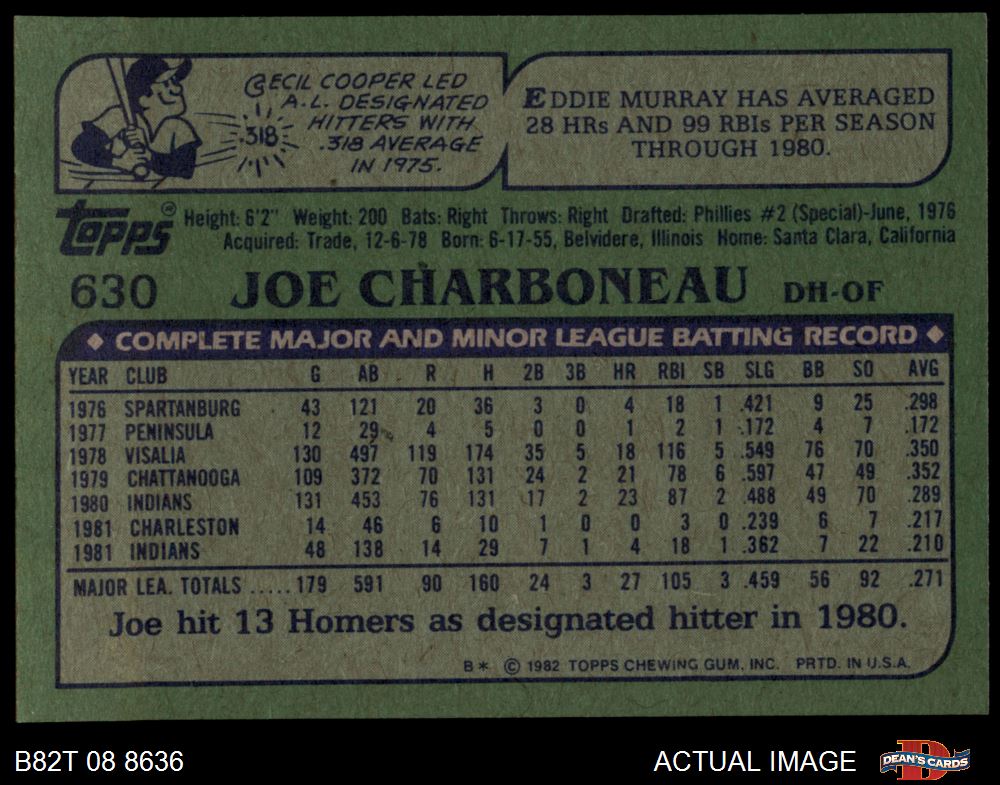 CECIL COOPER LED
A.L. DESIGNATED
HITTERS WITH
.318 AVERAGE
IN 1975.
.318
EDDIE MURRAY HAS AVERAGED
28 HRs AND 99 RBIs PER SEASON
THROUGH 1980.
Topps® Height: 6'2" Weight: 200 Bats: Right Throws: Right Drafted: Phillies #2 (Special)-June, 1976
Acquired: Trade, 12-6-78 Born: 6-17-55, Belvidere, Illinois Home: Santa Clara, California
630 JOE CHARBONEAU DH-OF
COMPLETE MAJOR AND MINOR LEAGUE BATTING RECORD
YEAR CLUB G AB R H 2B 3B HR RBI SB SLG BB SO AVG
1976 SPARTANBURG 43 121 20 36 3 0 4 18 1 .421 9 25 .298
1977 PENINSULA 12 29 4 5 0 0 1 2 1 .172 4 7 .172
1978 VISALIA 130 497 119 174 35 5 18 116 5 .549 76 70 .350
1979 CHATTANOOGA 109 372 70 131 24 2 21 78 6 .597 47 49 .352
1980 INDIANS 131 453 76 131 17 2 23 87 2 .488 49 70 .289
1981 CHARLESTON 14 46 6 10 1 0 0 3 0 .239 6 7 .217
1981 INDIANS 48 138 14 29 7 1 4 18 1 .362 7 22 .210
MAJOR LEA. TOTALS .....179 591 90 160 24 3 27 105 3 .459 56 92 .271
Joe hit 13 Homers as designated hitter in 1980.
B* © 1982 TOPPS CHEWING GUM, INC. PRTD. IN U.S.A.
B82T 08 8636 ACTUAL IMAGE DEAN'S CARDS